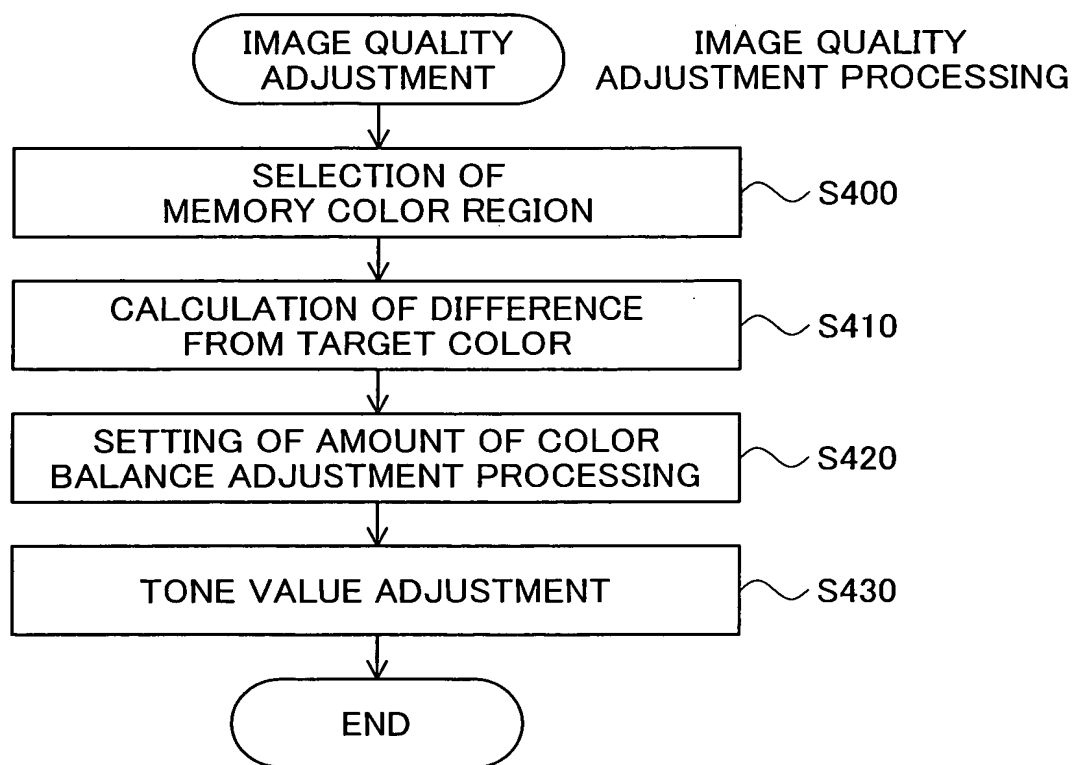 IMAGE QUALITY
ADJUSTMENT
IMAGE QUALITY
ADJUSTMENT PROCESSING
SELECTION OF
MEMORY COLOR REGION
S400
CALCULATION OF DIFFERENCE
FROM TARGET COLOR
S410
SETTING OF AMOUNT OF COLOR
BALANCE ADJUSTMENT PROCESSING
S420
TONE VALUE ADJUSTMENT
S430
END